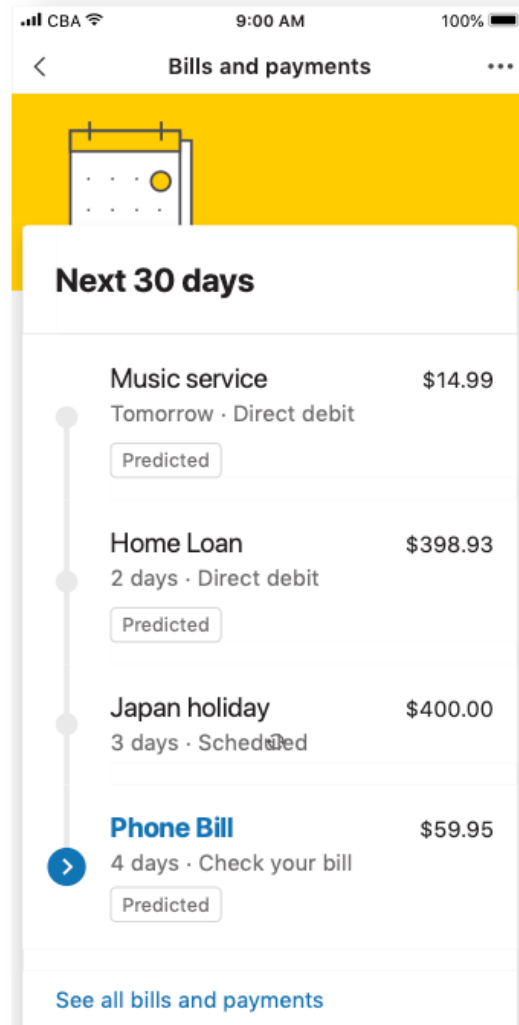 CBA 9:00 AM 100%
Bills and payments
Next 30 days
Music service $14.99
Tomorrow · Direct debit
Predicted
Home Loan $398.93
2 days · Direct debit
Predicted
Japan holiday $400.00
3 days · Scheduled
Phone Bill $59.95
4 days · Check your bill
Predicted
See all bills and payments